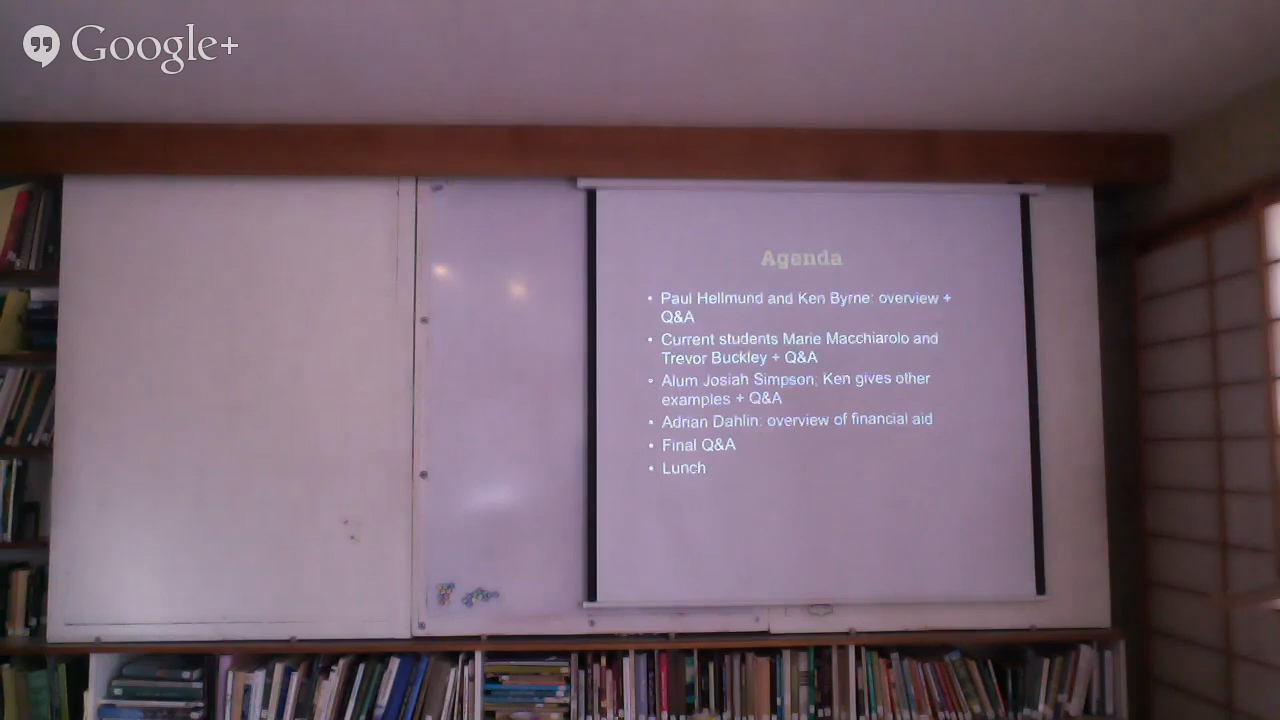 Google+
Agenda
• Paul Hellmund and Ken Byrne: overview +
Q&A
• Current students Marie Macchiarolo and
Trevor Buckley + Q&A
• Alum Josiah Simpson; Ken gives other
examples + Q&A
• Adrian Dahlin: overview of financial aid
• Final Q&A
• Lunch